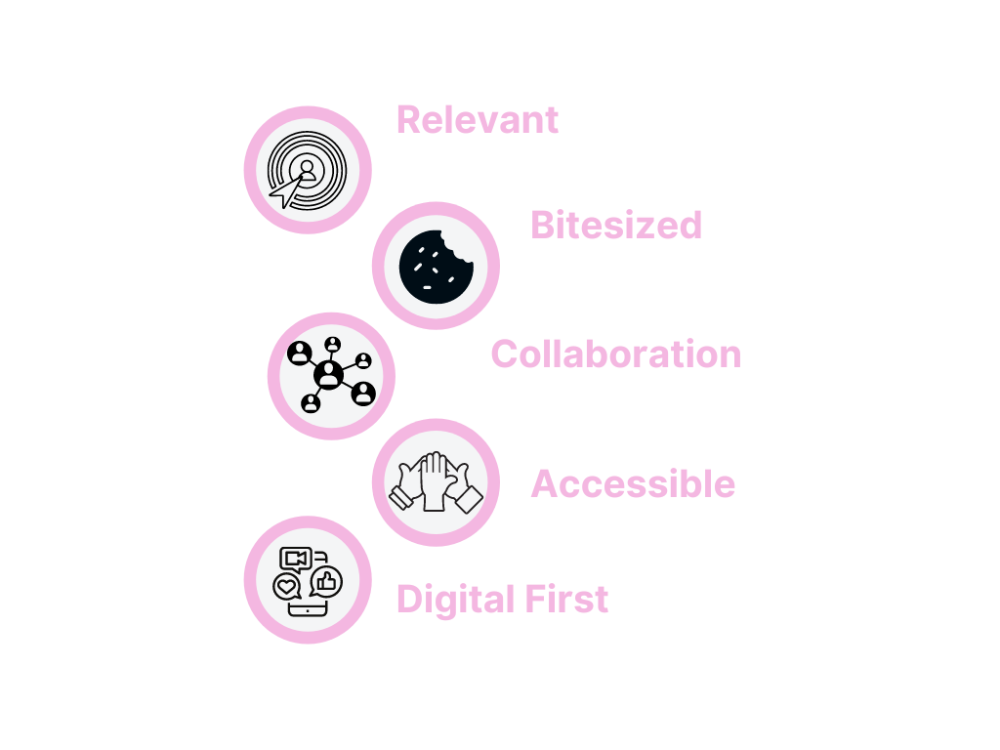 Relevant
Bitesized
Collaboration
Accessible
Digital First